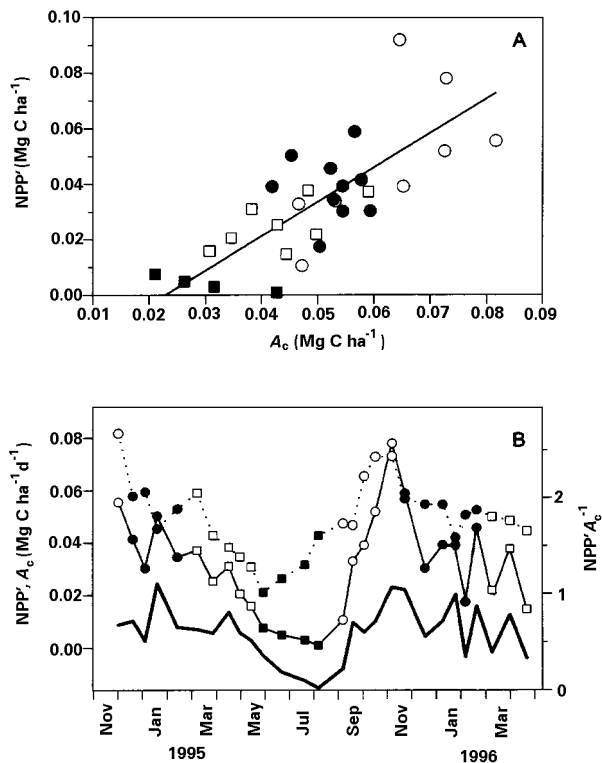 A
NPP' (Mg C ha⁻¹)
0.10
0.08
0.06
0.04
0.02
0.00
0.01 0.02 0.03 0.04 0.05 0.06 0.07 0.08 0.09
Ac (Mg C ha⁻¹)
B
NPP', Ac (Mg C ha⁻¹d⁻¹)
0.08
0.06
0.04
0.02
0.00
NPP'Ac⁻¹
2
1
0
Nov Jan Mar May Jul Sep Nov Jan Mar
1995 1996